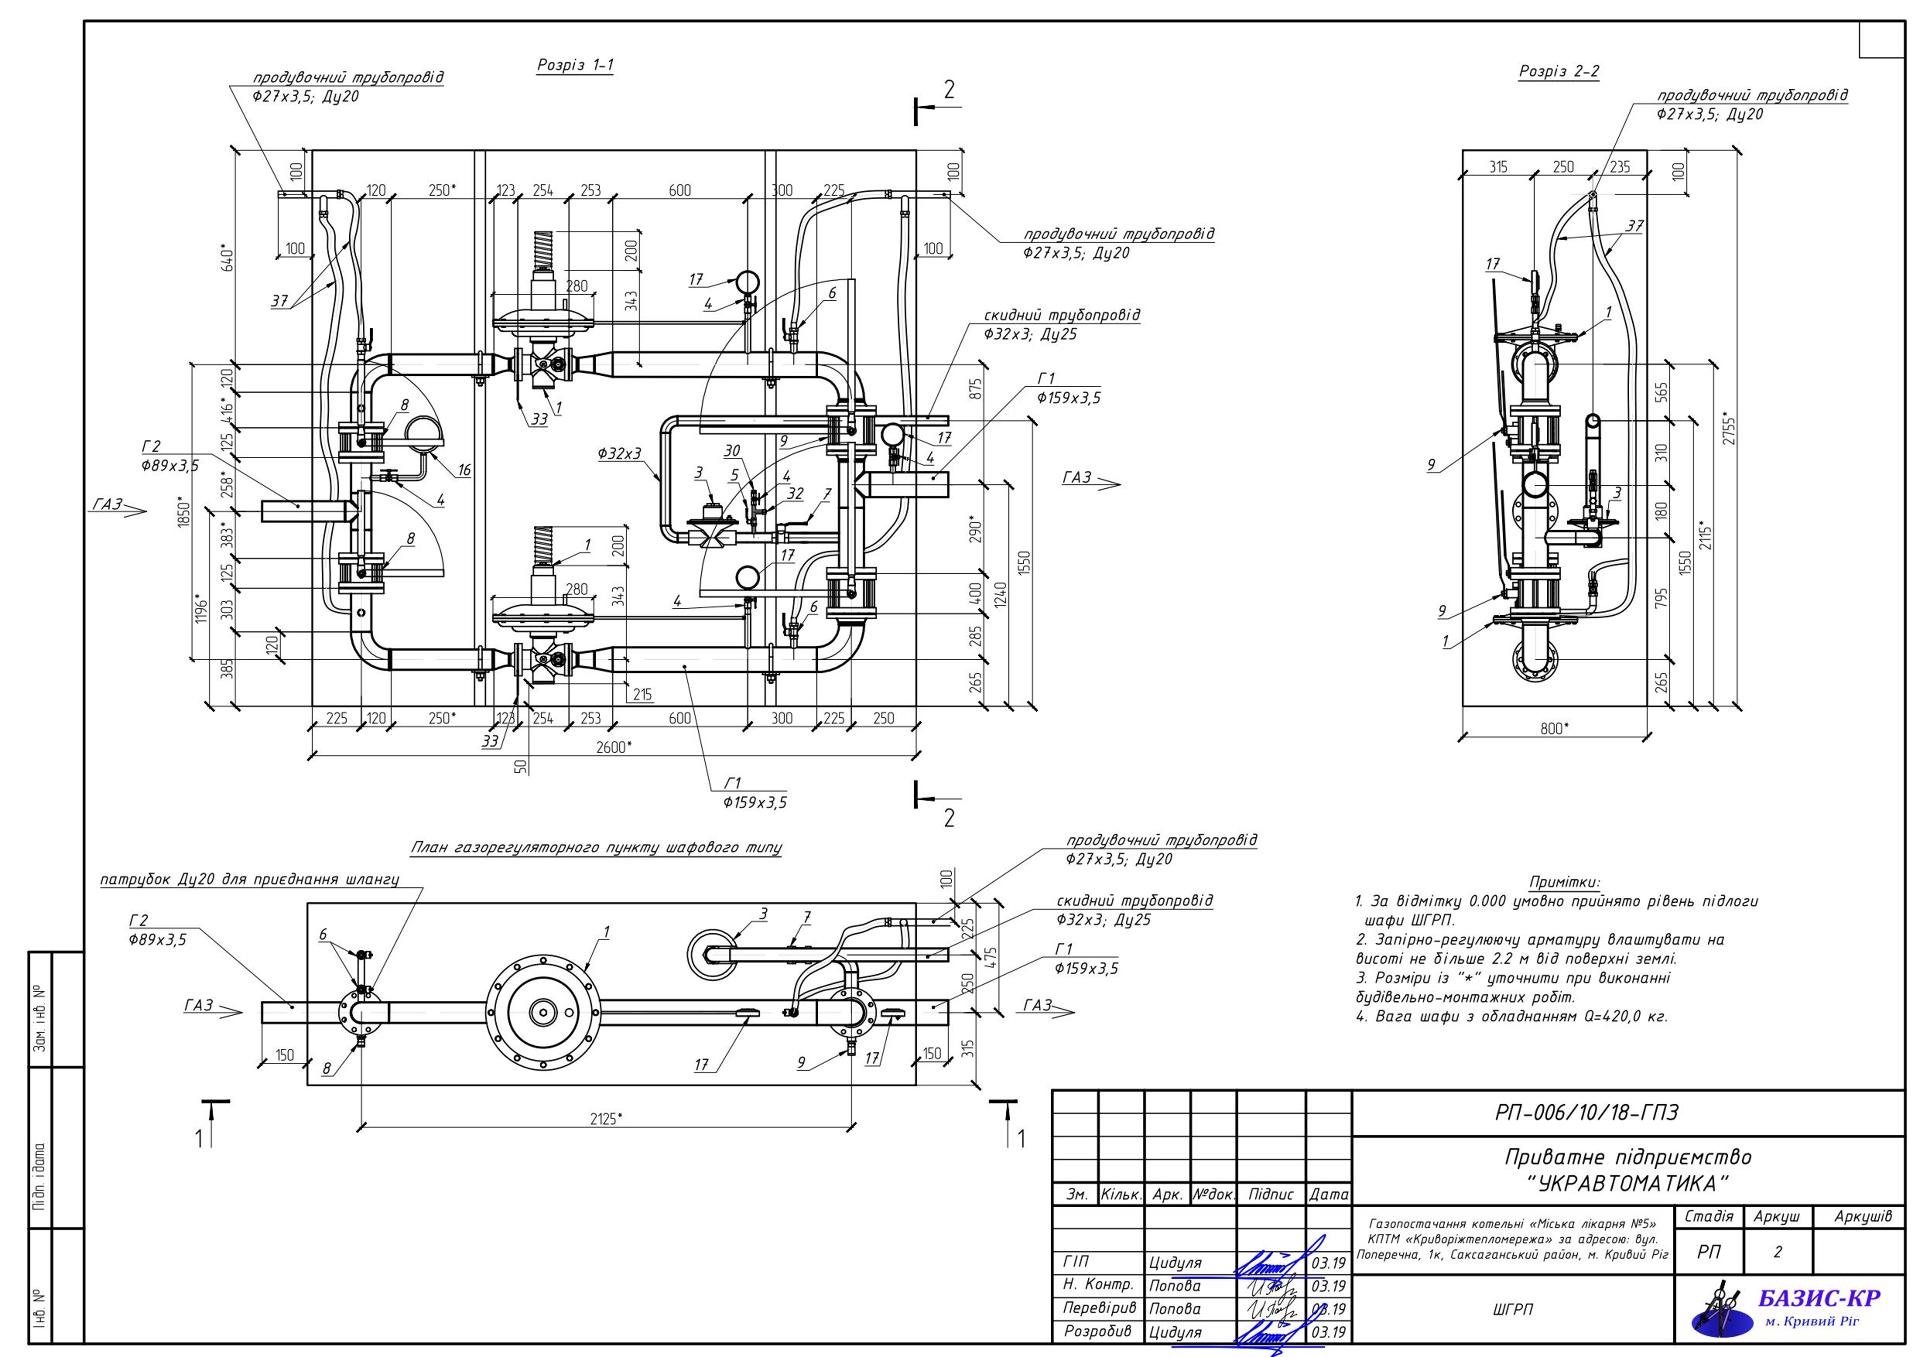 Розріз 1-1
продувочний трубопровід
Ф27х3,5; Ду20
2
100
120
250*
123
254
253
600
300
225
100
640*
100
37
200
343
280
17
4
6
100
продувочний трубопровід
Ф27х3,5; Ду20
скидний трубопровід
Ф32х3; Ду25
Г1
Ф159х3,5
875
120
416*
125
258*
383*
125
303
120
385
1850*
1196*
8
8
16
4
Г2
Ф89х3,5
ГАЗ
33
1
Ф32х3
3
30
5
4
32
7
9
17
4
ГАЗ
290*
400
285
265
1240
1550
1
200
343
280
17
4
6
215
225
120
250*
123
254
253
600
300
225
250
33
50
2600*
Г1
Ф159х3,5
2
Розріз 2-2
продувочний трубопровід
Ф27х3,5; Ду20
315
250
235
100
37
17
1
9
3
9
1
565
310
180
795
265
1550
2115*
2755*
800*
План газорегуляторного пункту шафового типу
патрубок Ду20 для приєднання шлангу
Г2
Ф89х3,5
6
1
3
7
продувочний трубопровід
Ф27х3,5; Ду20
скидний трубопровід
Ф32х3; Ду25
Г1
Ф159х3,5
100
225
475
250
315
ГАЗ
ГАЗ
150
8
17
9
17
150
2125*
1
1
Примітки:
1. За відмітку 0.000 умовно прийнято рівень підлоги
шафи ШГРП.
2. Запірно-регулюючу арматуру влаштувати на
висоті не більше 2.2 м від поверхні землі.
3. Розміри із "*" уточнити при виконанні
будівельно-монтажних робіт.
4. Вага шафи з обладнанням Q=420,0 кг.
Зам. інв. №
Підп. і дата
Інв. №
РП-006/10/18-ГПЗ
Приватне підприємство
“УКРАВТОМАТИКА”
Зм. Кільк. Арк. №док. Підпис Дата
Газопостачання котельні «Міська лікарня №5»
КПТМ «Криворіжтепломережа» за адресою: вул.
Поперечна, 1к, Саксаганський район, м. Кривий Ріг
Стадія Аркуш Аркушів
РП 2
ГІП Цидуля 03.19
Н. Контр. Попова 03.19
Перевірив Попова 03.19
Розробив Цидуля 03.19
ШГРП
БАЗИС-КР
м. Кривий Ріг